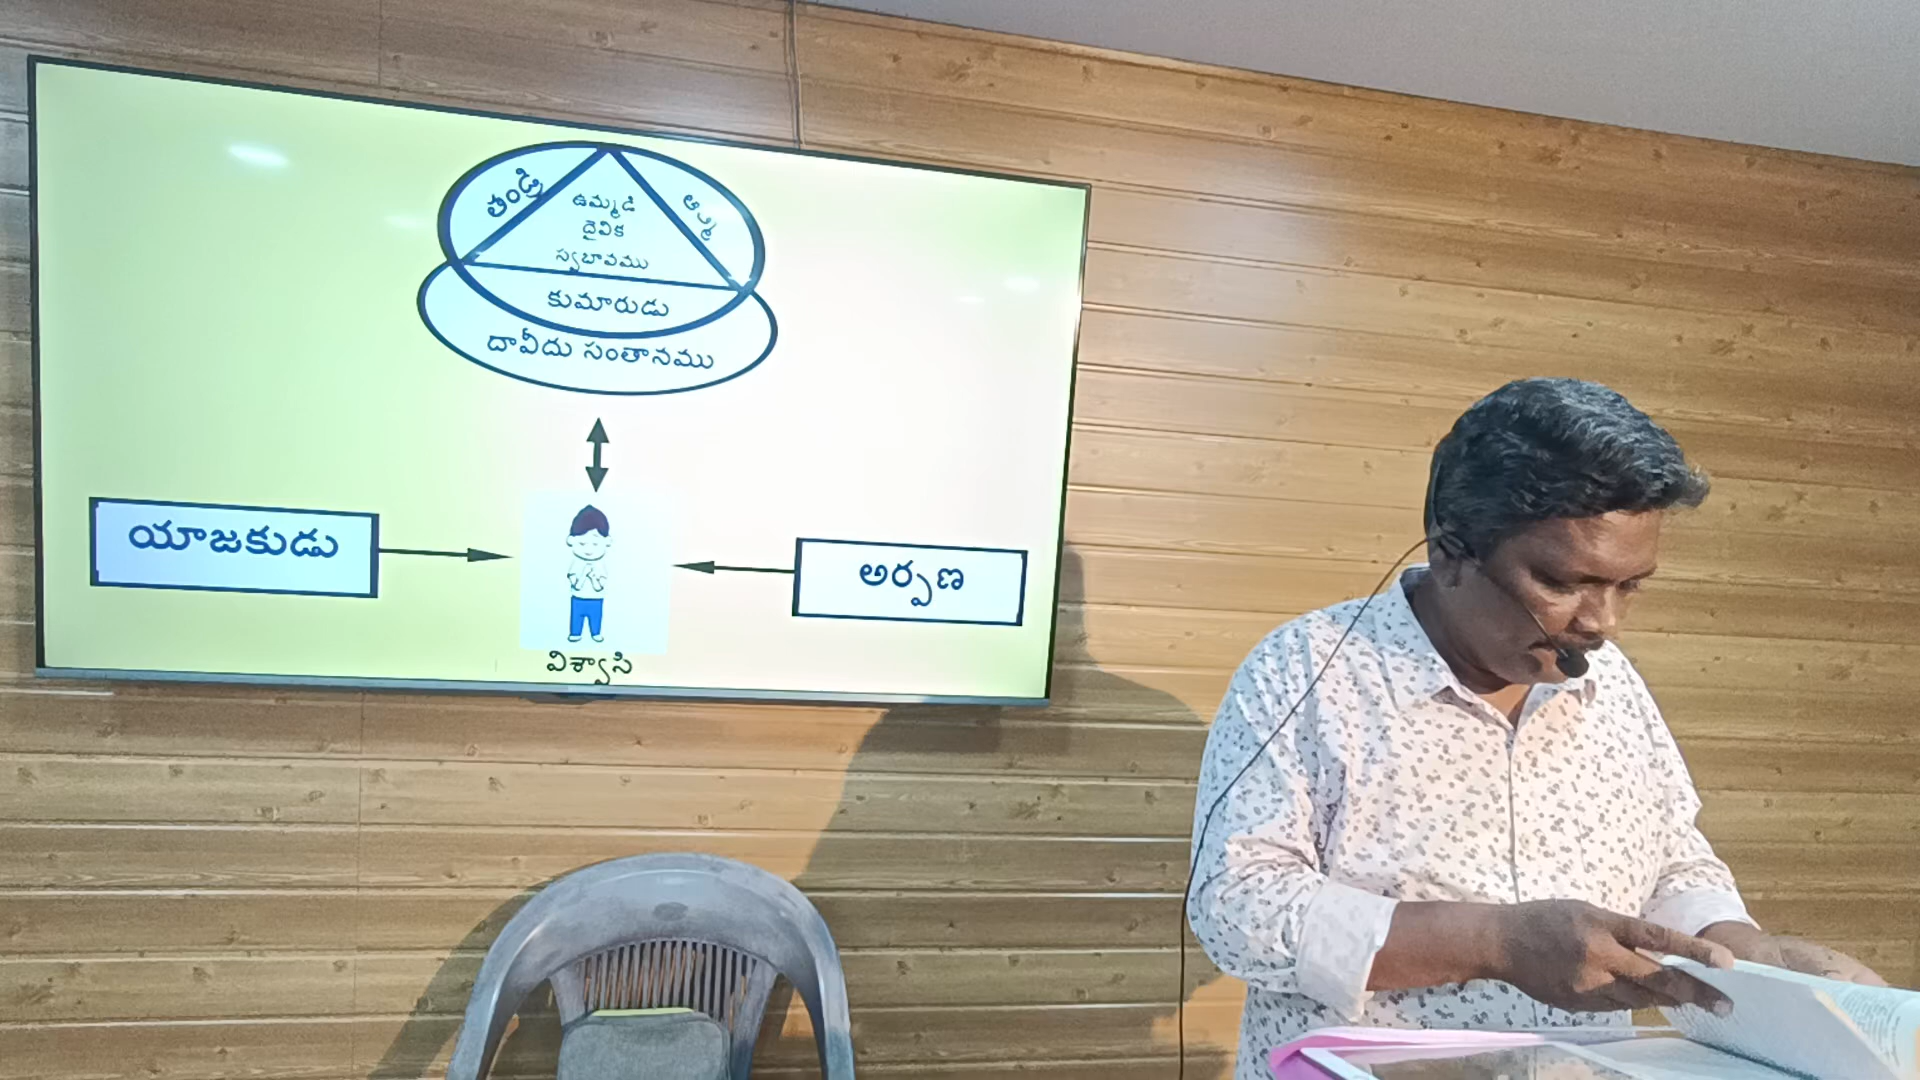 తండ్రి
ఆత్మ
ఉమ్మడి
దైవిక
స్వభావము
కుమారుడు
దావీదు సంతానము
యాజకుడు
అర్పణ
విశ్వాసి